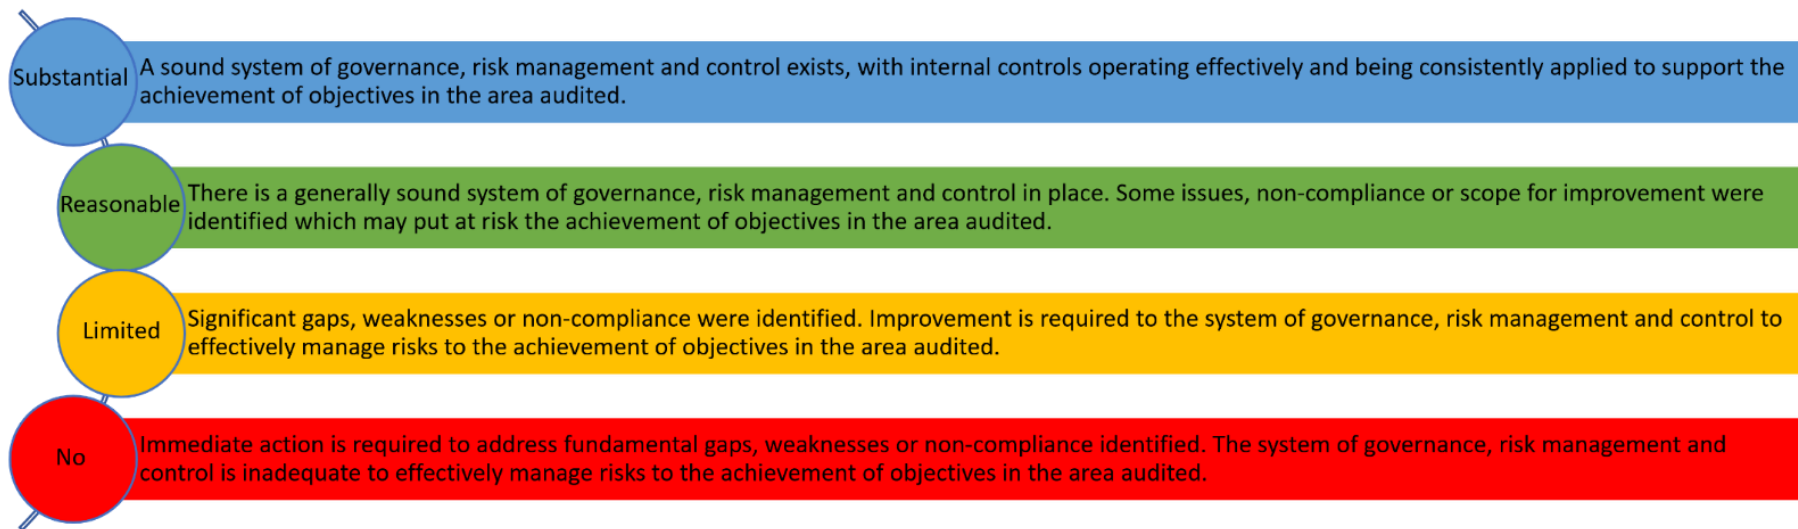 Substantial
A sound system of governance, risk management and control exists, with internal controls operating effectively and being consistently applied to support the
achievement of objectives in the area audited.
Reasonable
There is a generally sound system of governance, risk management and control in place. Some issues, non-compliance or scope for improvement were
identified which may put at risk the achievement of objectives in the area audited.
Limited
Significant gaps, weaknesses or non-compliance were identified. Improvement is required to the system of governance, risk management and control to
effectively manage risks to the achievement of objectives in the area audited.
No
Immediate action is required to address fundamental gaps, weaknesses or non-compliance identified. The system of governance, risk management and
control is inadequate to effectively manage risks to the achievement of objectives in the area audited.